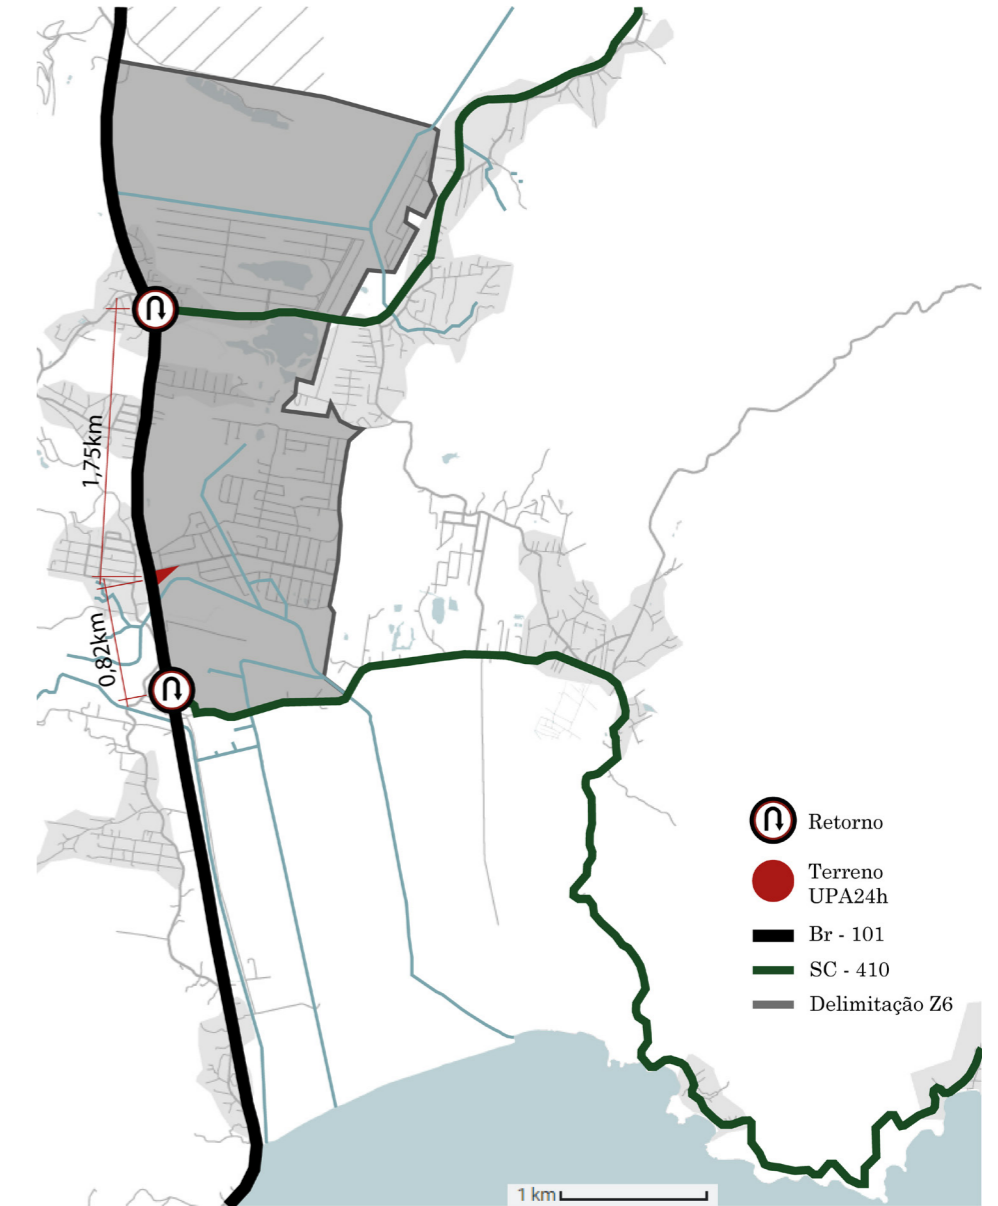 1,75km
0,82km
Retorno
Terreno
UPA24h
Br - 101
SC - 410
Delimitação Z6
1 km